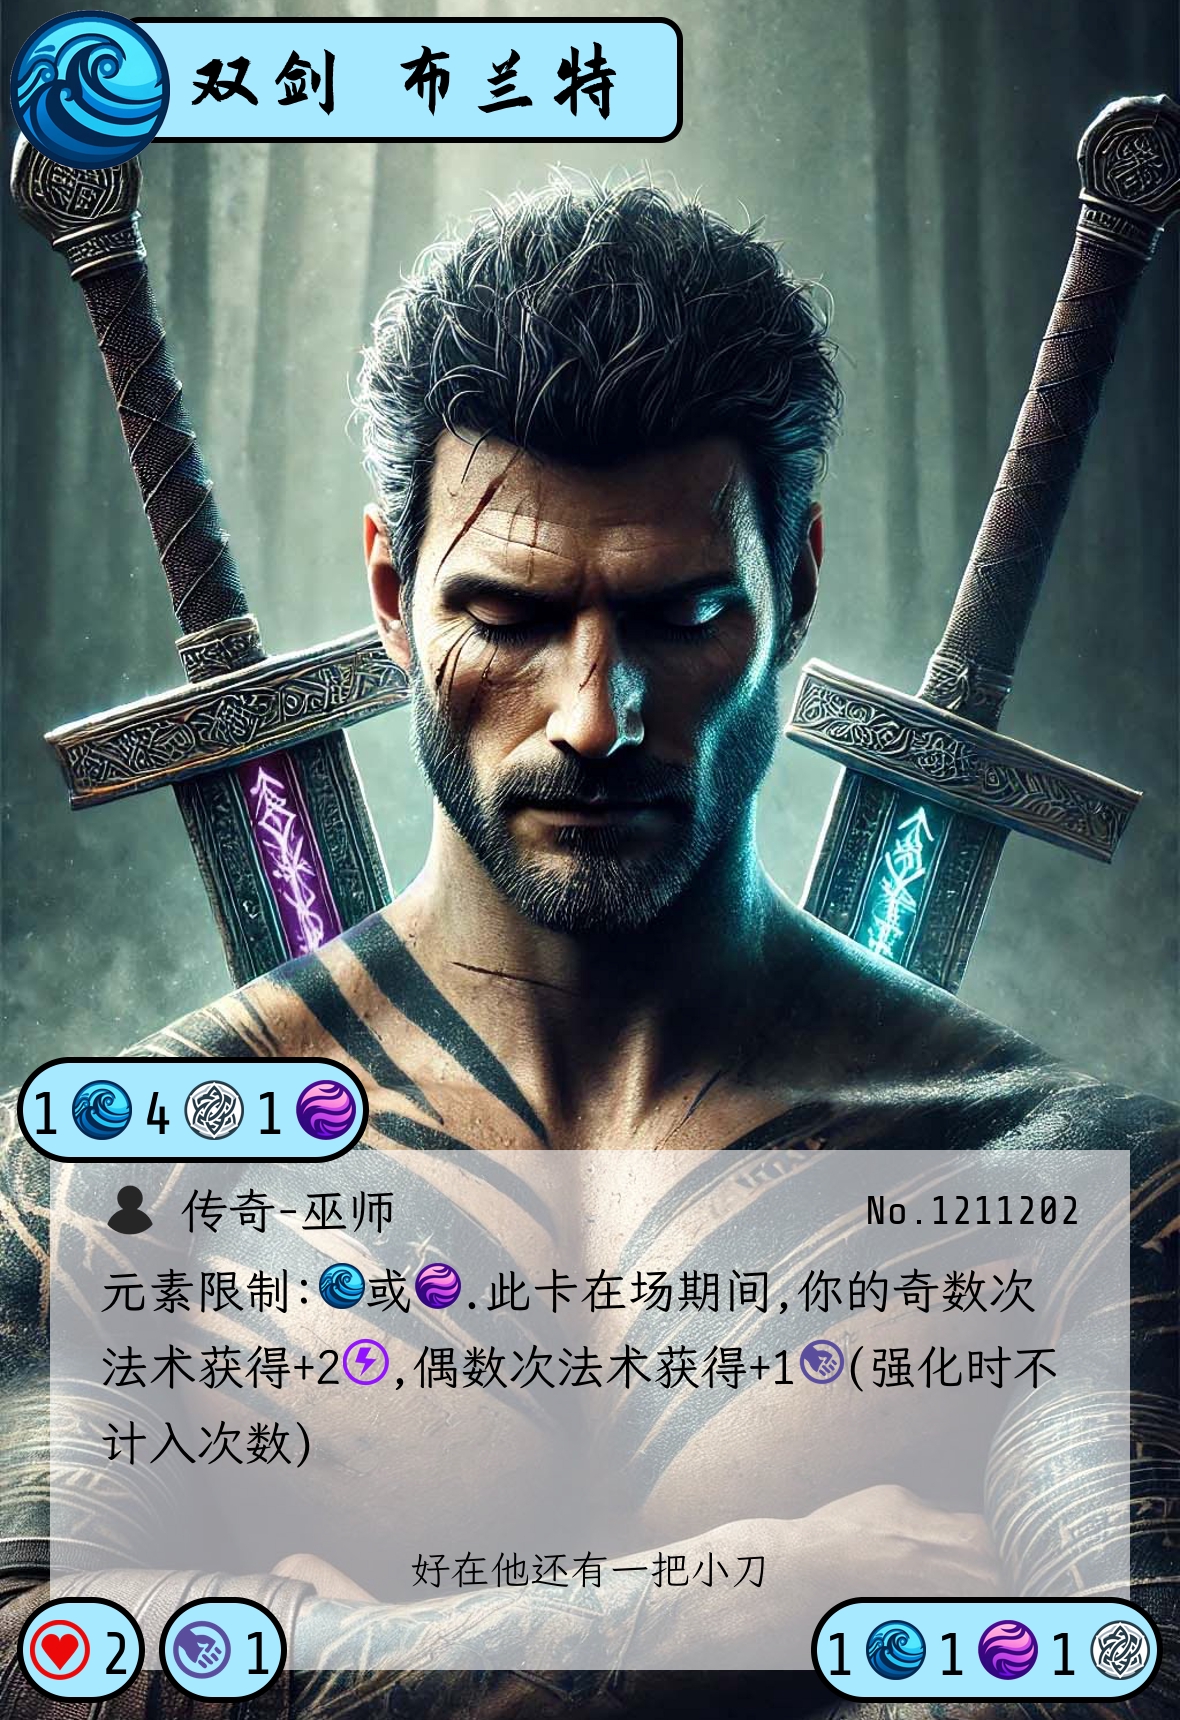 双剑 布兰特
1 4 1
传奇-巫师
No.1211202
元素限制:或.此卡在场期间,你的奇数次
法术获得+2,偶数次法术获得+1(强化时不
计入次数)
好在他还有一把小刀
2 1
1 1 1